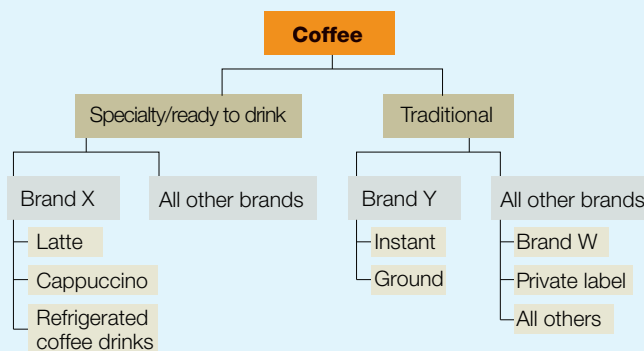 Coffee
Specialty/ready to drink
Traditional
Brand X
All other brands
Brand Y
All other brands
Latte
Cappuccino
Refrigerated
coffee drinks
Instant
Ground
Brand W
Private label
All others